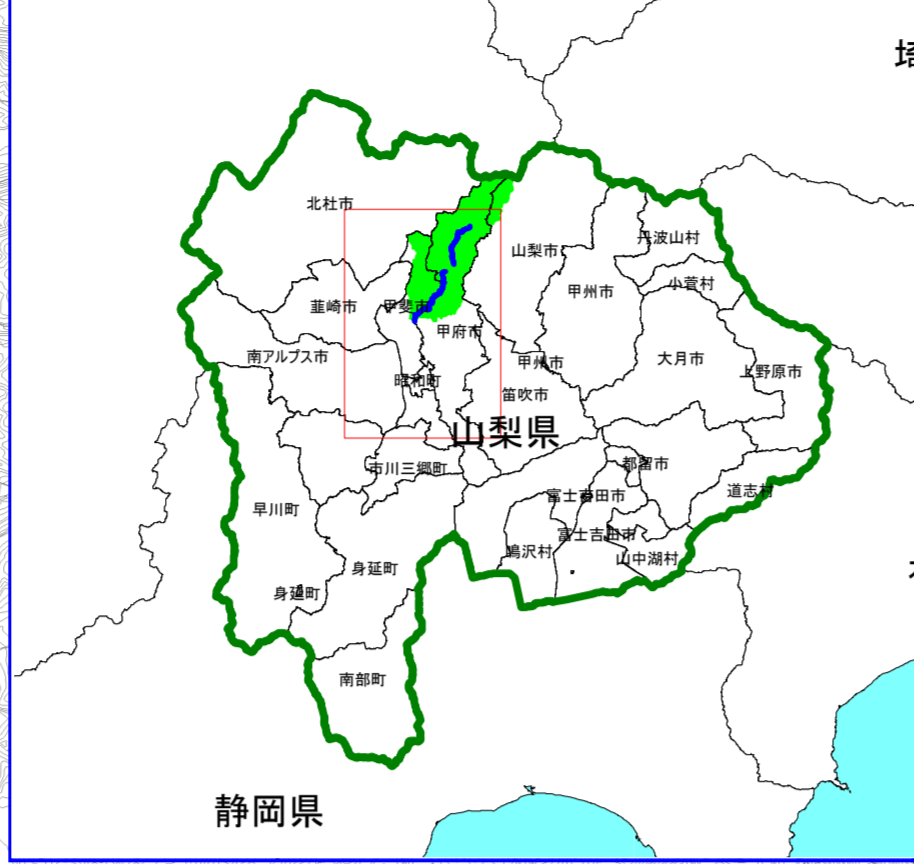 北杜市
丹波山村
山梨市
小菅村
甲州市
韮崎市
甲斐市
甲府市
南アルプス市
甲州市
大月市
上野原市
昭和町
笛吹市
山梨県
市川三郷町
都留市
道志村
富士吉田市
早川町
富士吉田市
鳴沢村
山中湖村
身延町
身延町
南部町
静岡県